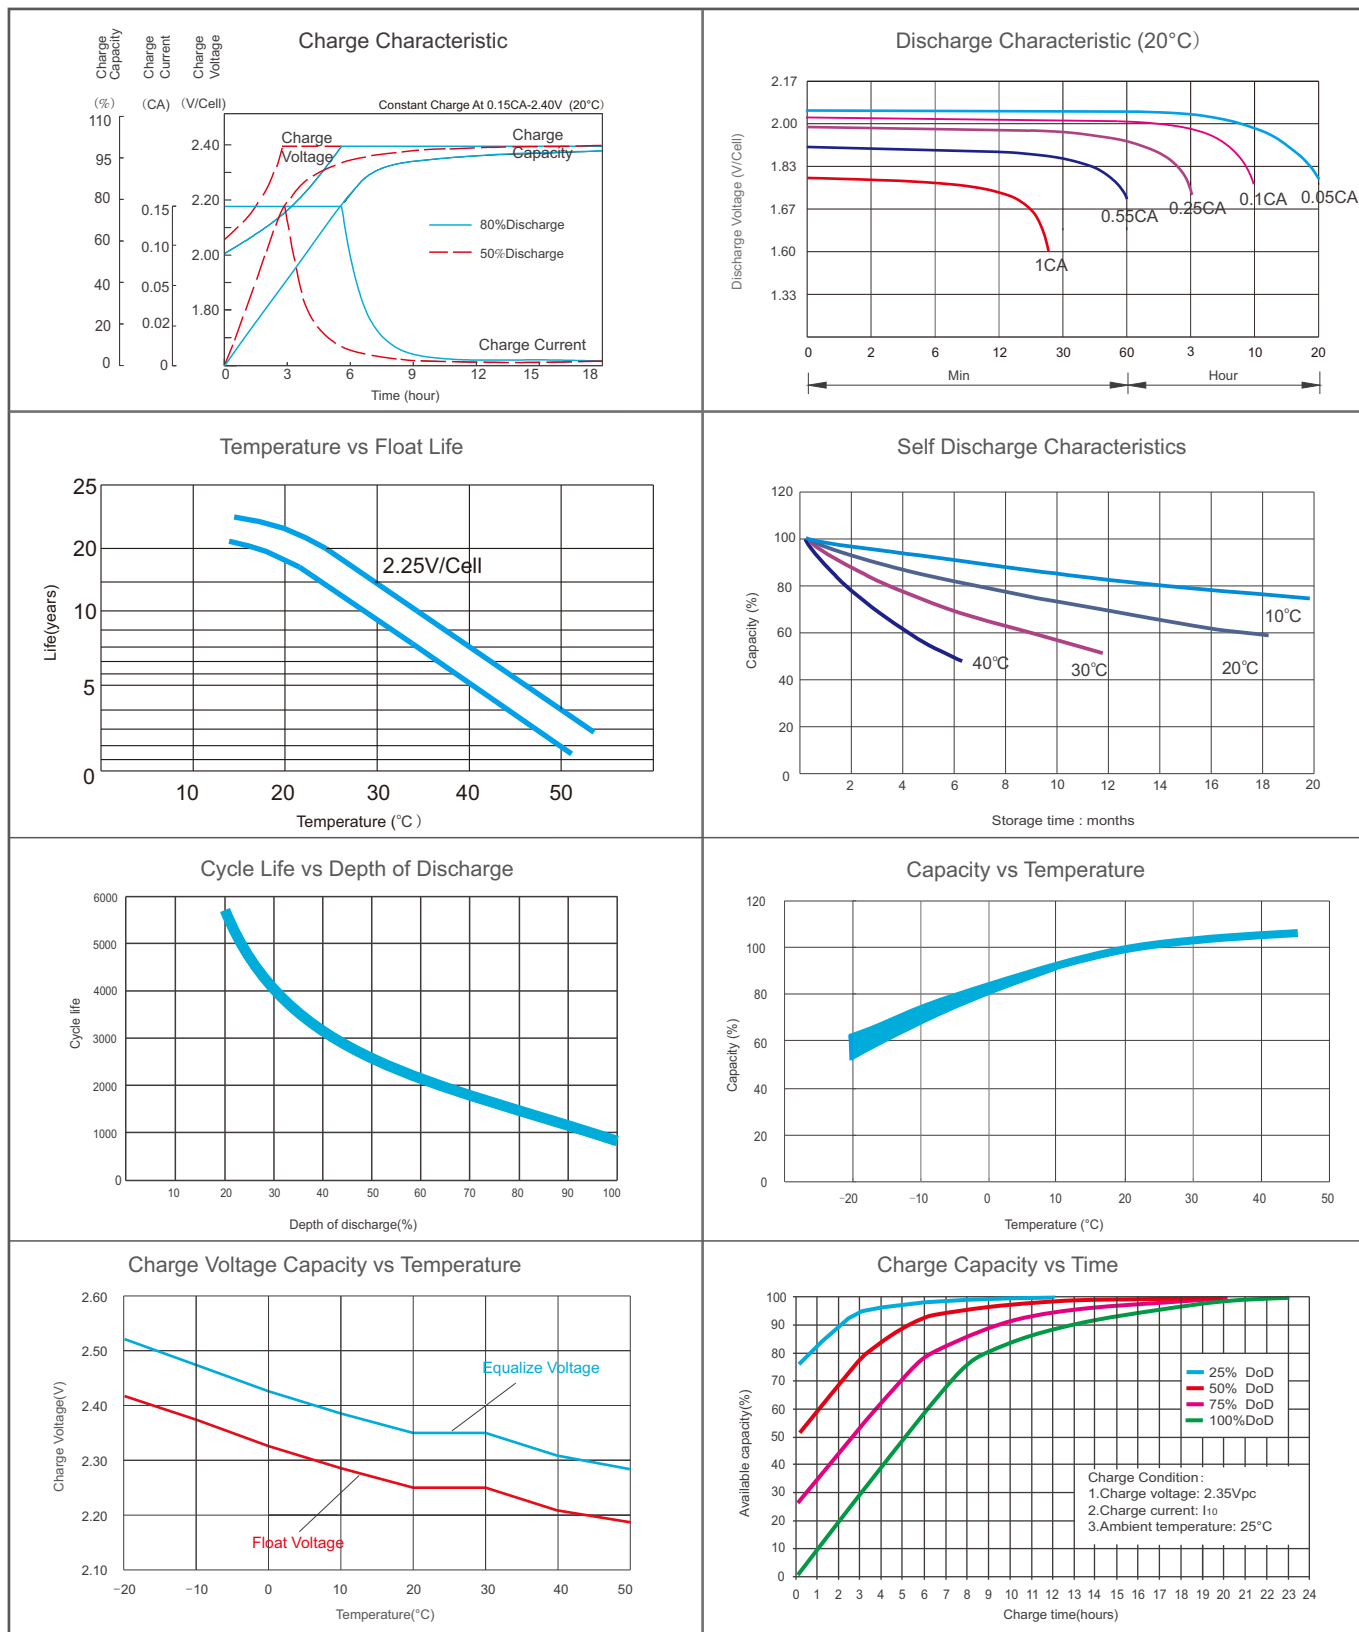 Charge Characteristic
Charge Capacity
Charge Current
Charge Voltage
(%)
(CA)
(V/Cell)
Constant Charge At 0.15CA-2.40V (20°C)
110
95
80
60
40
20
0
0.15
0.10
0.05
0.02
0
2.40
2.20
2.00
1.80
Charge Voltage
Charge Capacity
80%Discharge
50%Discharge
Charge Current
0 3 6 9 12 15 18
Time (hour)
Discharge Characteristic (20°C)
Discharge Voltage (V/Cell)
2.17
2.00
1.83
1.67
1.60
1.33
1CA
0.55CA
0.25CA
0.1CA
0.05CA
0 2 6 12 30 60 3 10 20
Min
Hour
Temperature vs Float Life
Life(years)
25
20
10
5
0
2.25V/Cell
10 20 30 40 50
Temperature (°C)
Self Discharge Characteristics
Capacity (%)
120
100
80
60
40
20
0
10°C
20°C
30°C
40°C
2 4 6 8 10 12 14 16 18 20
Storage time : months
Cycle Life vs Depth of Discharge
Cycle life
6000
5000
4000
3000
2000
1000
0
10 20 30 40 50 60 70 80 90 100
Depth of discharge(%)
Capacity vs Temperature
Capacity (%)
120
100
80
60
40
20
0
-20 -10 0 10 20 30 40 50
Temperature (°C)
Charge Voltage Capacity vs Temperature
Charge Voltage(V)
2.60
2.50
2.40
2.30
2.20
2.10
Equalize Voltage
Float Voltage
-20 -10 0 10 20 30 40 50
Temperature(°C)
Charge Capacity vs Time
Available capacity(%)
100
90
80
70
60
50
40
30
20
10
0
25% DoD
50% DoD
75% DoD
100%DoD
Charge Condition :
1.Charge voltage: 2.35Vpc
2.Charge current: I10
3.Ambient temperature: 25°C
0 1 2 3 4 5 6 7 8 9 10 11 12 13 14 15 16 17 18 19 20 21 22 23 24
Charge time(hours)